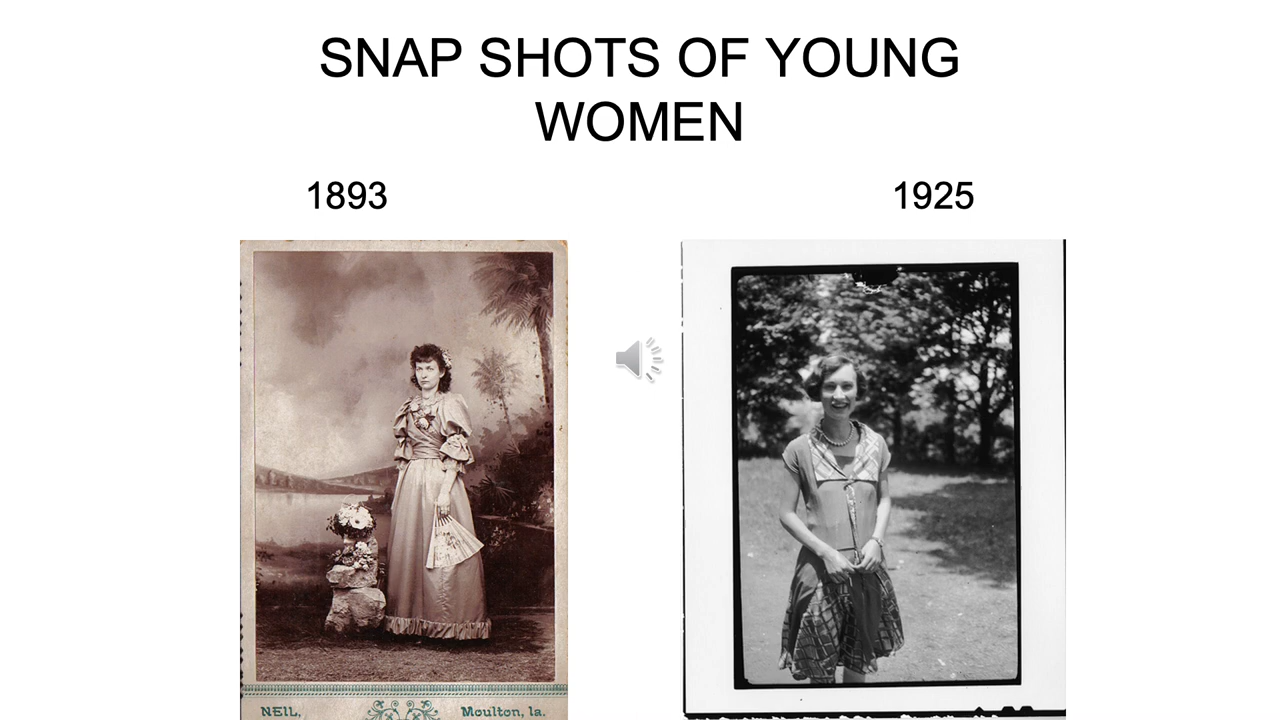 SNAP SHOTS OF YOUNG
WOMEN
1893
1925
NEIL,
Moulton, Ia.